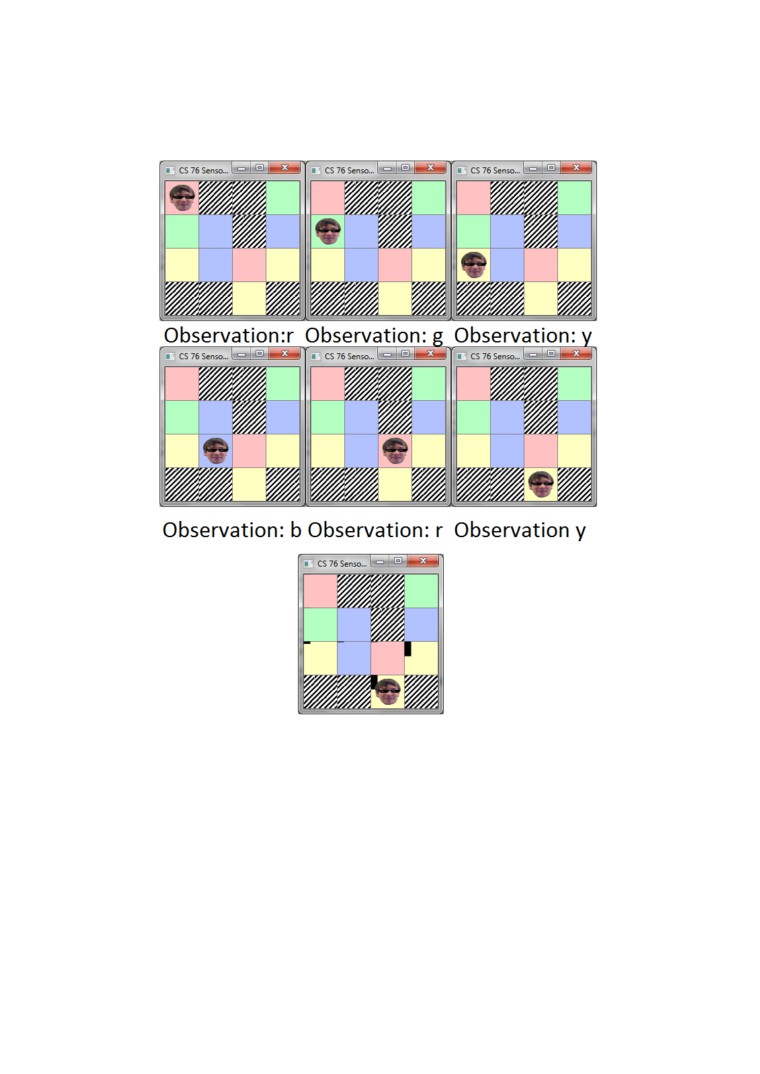 CS 76 Senso... CS 76 Senso... CS 76 Senso...
Observation:r Observation: g Observation: y
CS 76 Senso... CS 76 Senso... CS 76 Senso...
Observation: b Observation: r Observation y
CS 76 Senso...